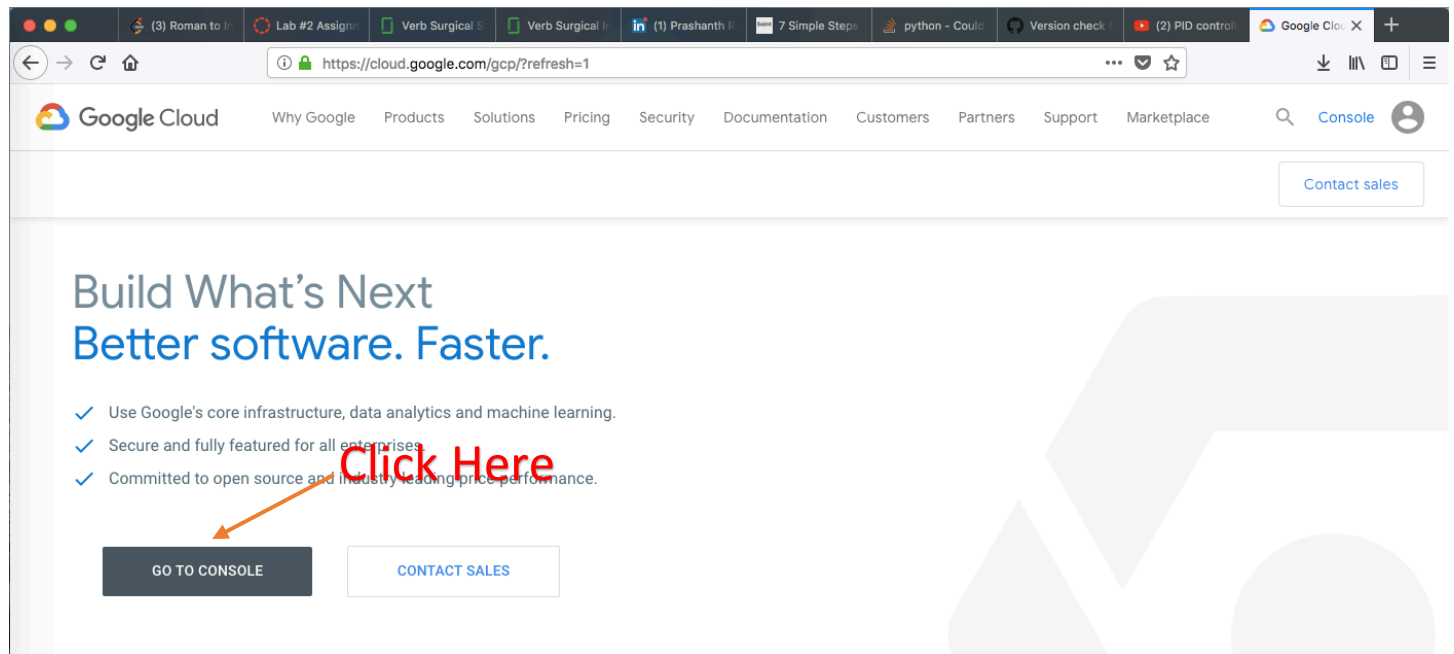 (3) Roman to In
Lab #2 Assignm
Verb Surgical S
Verb Surgical In
in (1) Prashanth R
7 Simple Steps
python - Could
Version check f
(2) PID controll
Google Clou
https://cloud.google.com/gcp/?refresh=1
Google Cloud Why Google Products Solutions Pricing Security Documentation Customers Partners Support Marketplace Console
Contact sales
Build What's Next
Better software. Faster.
Use Google's core infrastructure, data analytics and machine learning.
Secure and fully featured for all enterprises.
Committed to open source and industry leading price performance.
Click Here
GO TO CONSOLE CONTACT SALES